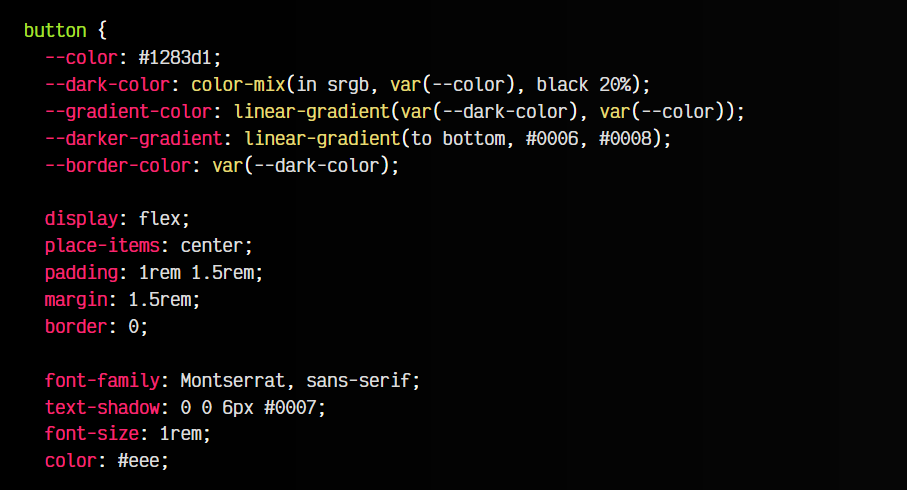 button {
  --color: #1283d1;
  --dark-color: color-mix(in srgb, var(--color), black 20%);
  --gradient-color: linear-gradient(var(--dark-color), var(--color));
  --darker-gradient: linear-gradient(to bottom, #0006, #0008);
  --border-color: var(--dark-color);

  display: flex;
  place-items: center;
  padding: 1rem 1.5rem;
  margin: 1.5rem;
  border: 0;

  font-family: Montserrat, sans-serif;
  text-shadow: 0 0 6px #0007;
  font-size: 1rem;
  color: #eee;